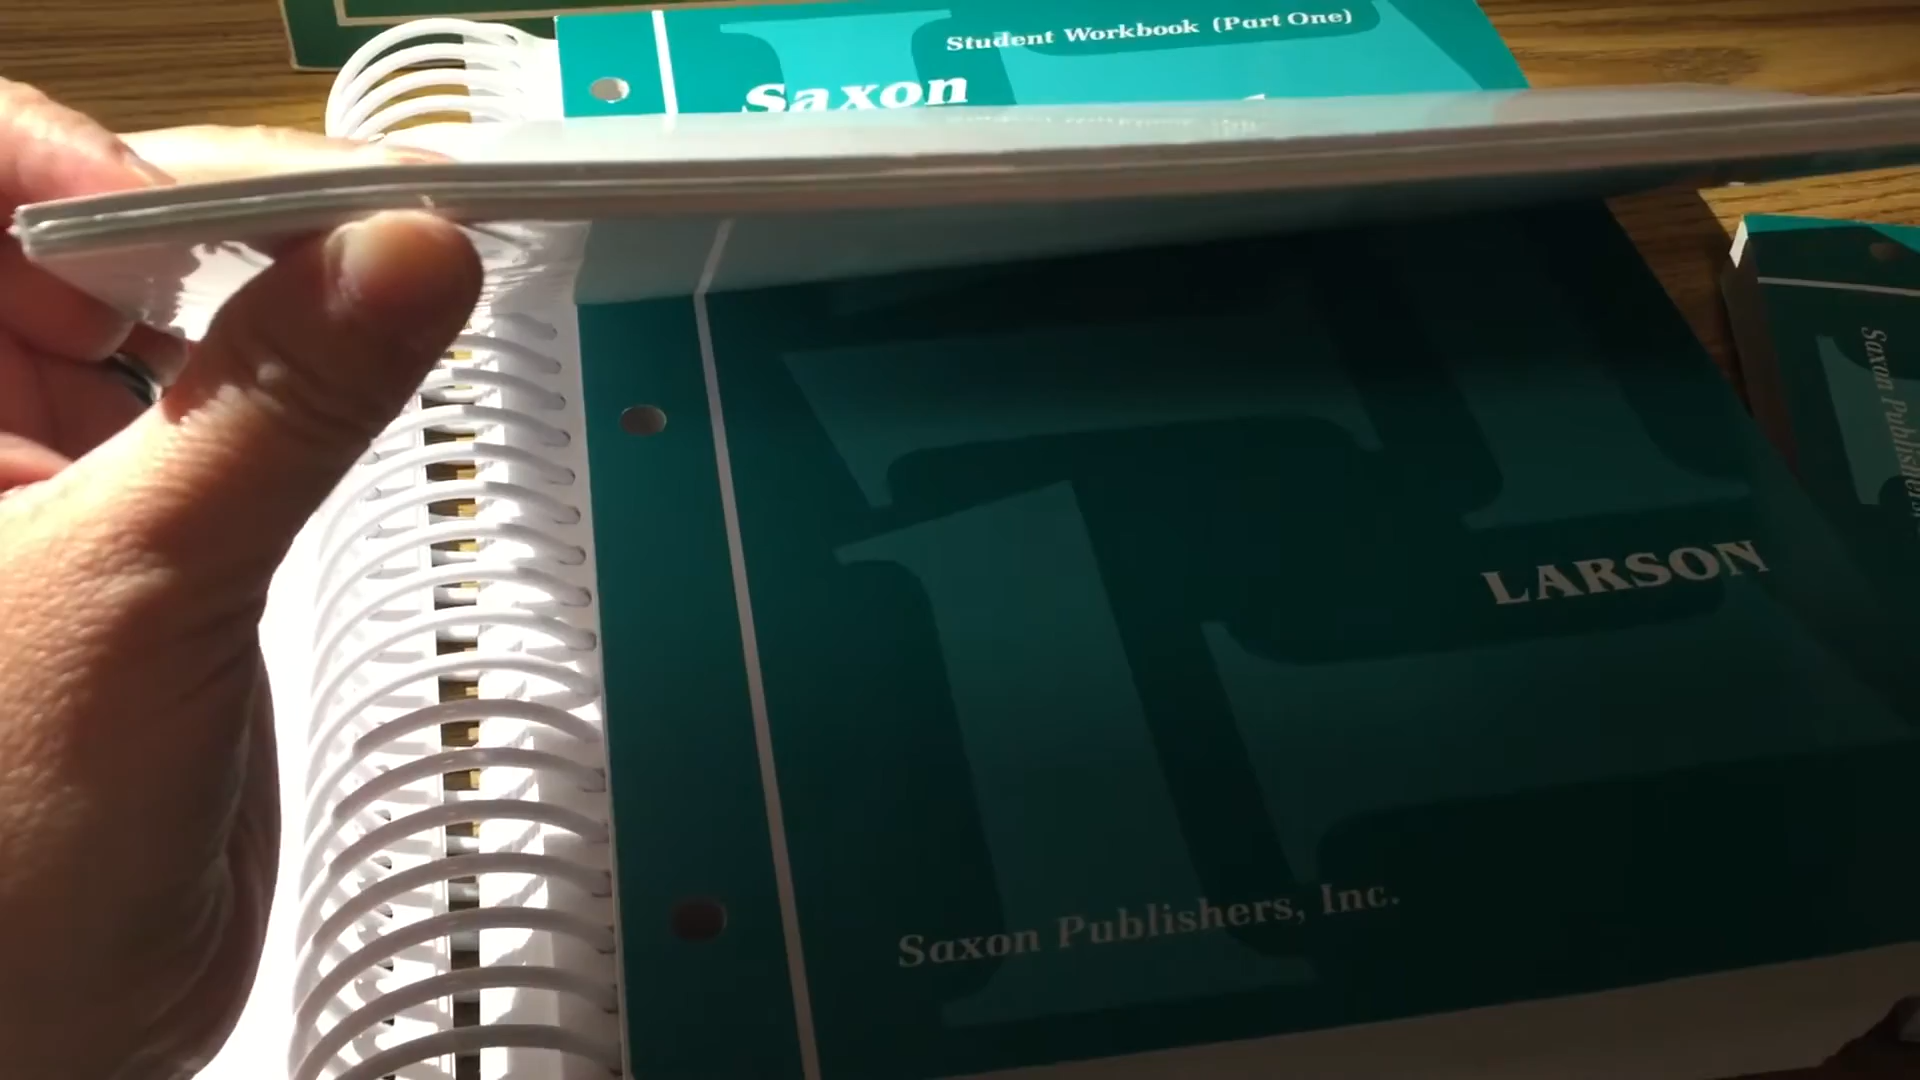 Student Workbook (Part One)
Saxon
LARSON
Saxon Publishers, Inc.
Saxon Publishers,